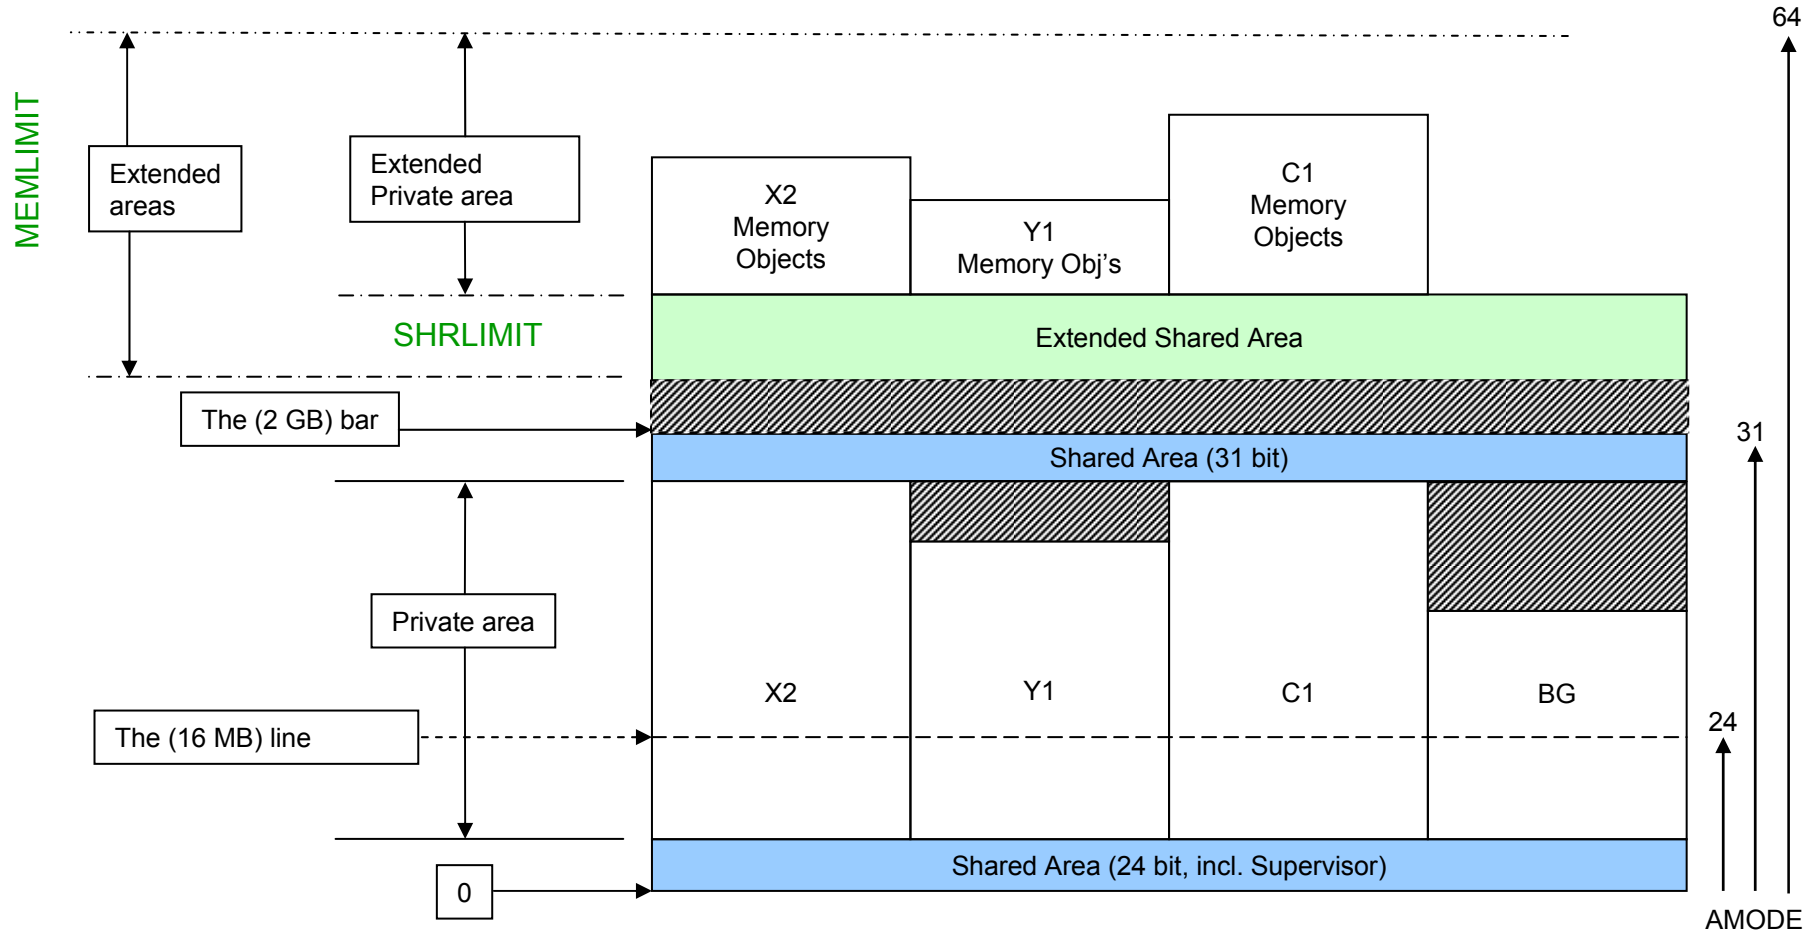 64
MEMLIMIT
Extended
areas
Extended
Private area
X2
Memory
Objects
Y1
Memory Obj's
C1
Memory
Objects
SHRLIMIT
Extended Shared Area
The (2 GB) bar
31
Shared Area (31 bit)
Private area
X2
Y1
C1
BG
The (16 MB) line
24
Shared Area (24 bit, incl. Supervisor)
0
AMODE